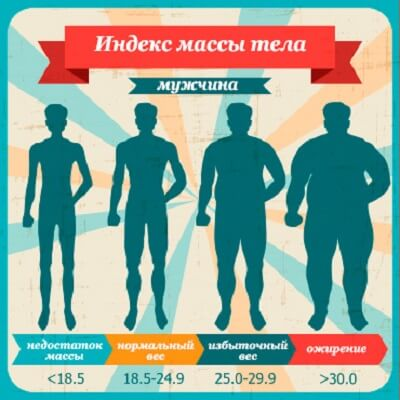 Индекс массы тела
мужчина
недостаток
массы
нормальный
вес
избыточный
вес
ожирение
<18.5
18.5-24.9
25.0-29.9
>30.0